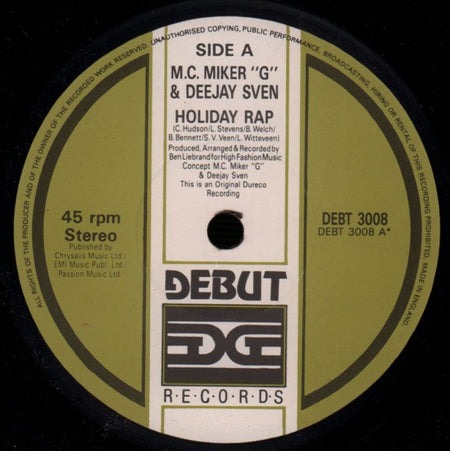 ALL RIGHTS OF THE PRODUCER AND OF THE OWNER OF THE RECORDED WORK RESERVED. UNAUTHORISED COPYING, PUBLIC PERFORMANCE, BROADCASTING, HIRING OR RENTAL OF THIS RECORDING PROHIBITED. MADE IN ENGLAND
SIDE A
M.C. MIKER "G"
& DEEJAY SVEN
HOLIDAY RAP
(C. Hudson/L. Stevens/B. Welch/
B. Bennett/S. V. Veen/L. Witteveen)
Produced, Arranged & Recorded by
Ben Liebrand for High Fashion Music
Concept M.C. Miker "G"
& Deejay Sven
This is an Original Dureco
Recording
45 rpm
Stereo
Published by
Chrysalis Music Ltd /
EMI Music Publ. Ltd /
Passion Music Ltd.
DEBT 3008
DEBT 3008 A*
DEBUT
R·E·C·O·R·D·S